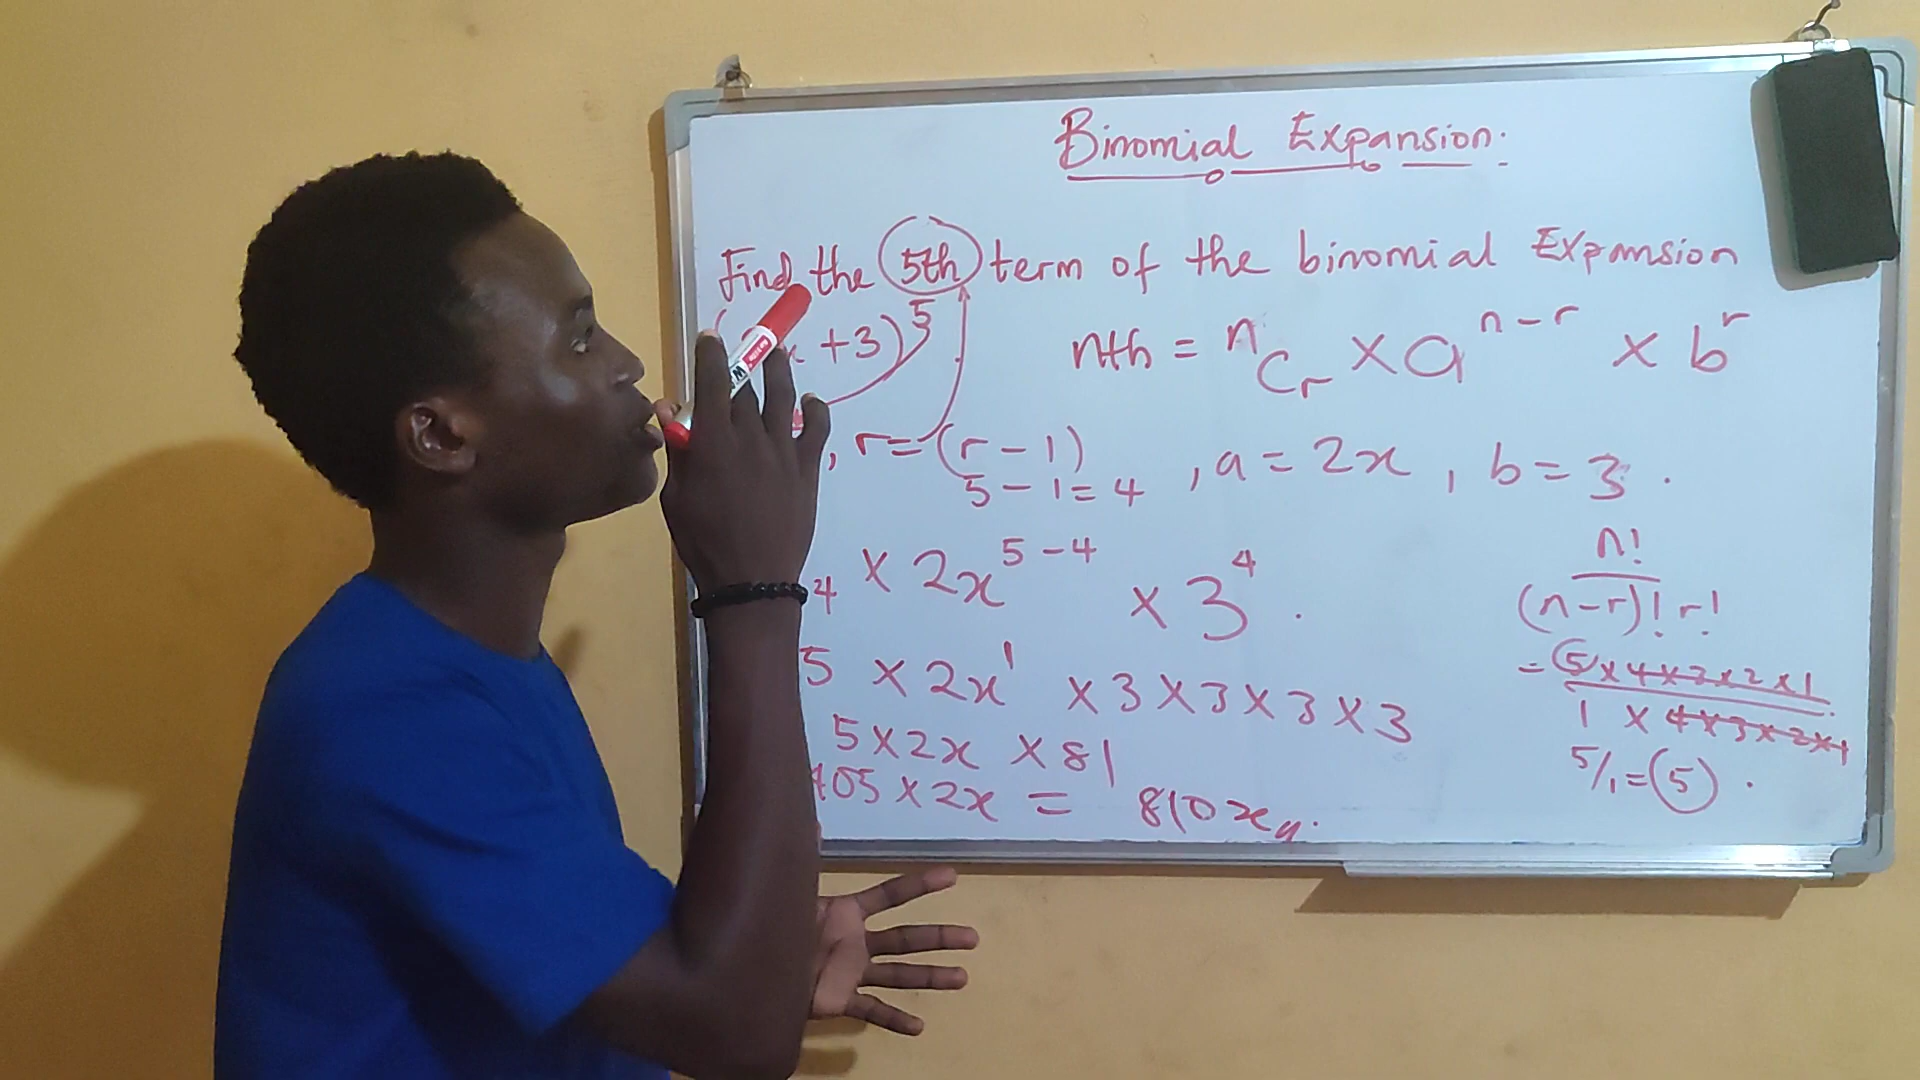 Binomial Expansion.
Find the 5th term of the binomial Expansion
+3)^5
nth = nCr × a^(n-r) × b^r
, r = (r - 1) , a = 2x , b = 3 .
5 - 1 = 4
4 × 2x^(5-4) × 3^4 .
5 × 2x^1 × 3 × 3 × 3 × 3
5 × 2x × 81
405 × 2x = 810x
n!
(n-r)! r!
= 5 × 4 × 3 × 2 × 1
1 × 4 × 3 × 2 × 1
5/1 = 5 .